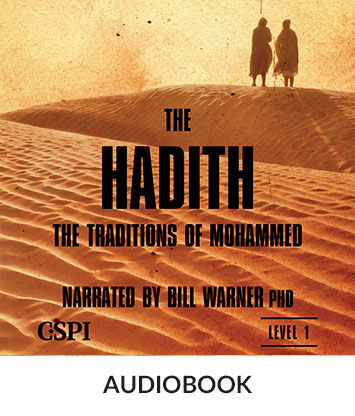 THE
HADITH
THE TRADITIONS OF MOHAMMED
NARRATED BY BILL WARNER PHD
CSPI
LEVEL 1
AUDIOBOOK